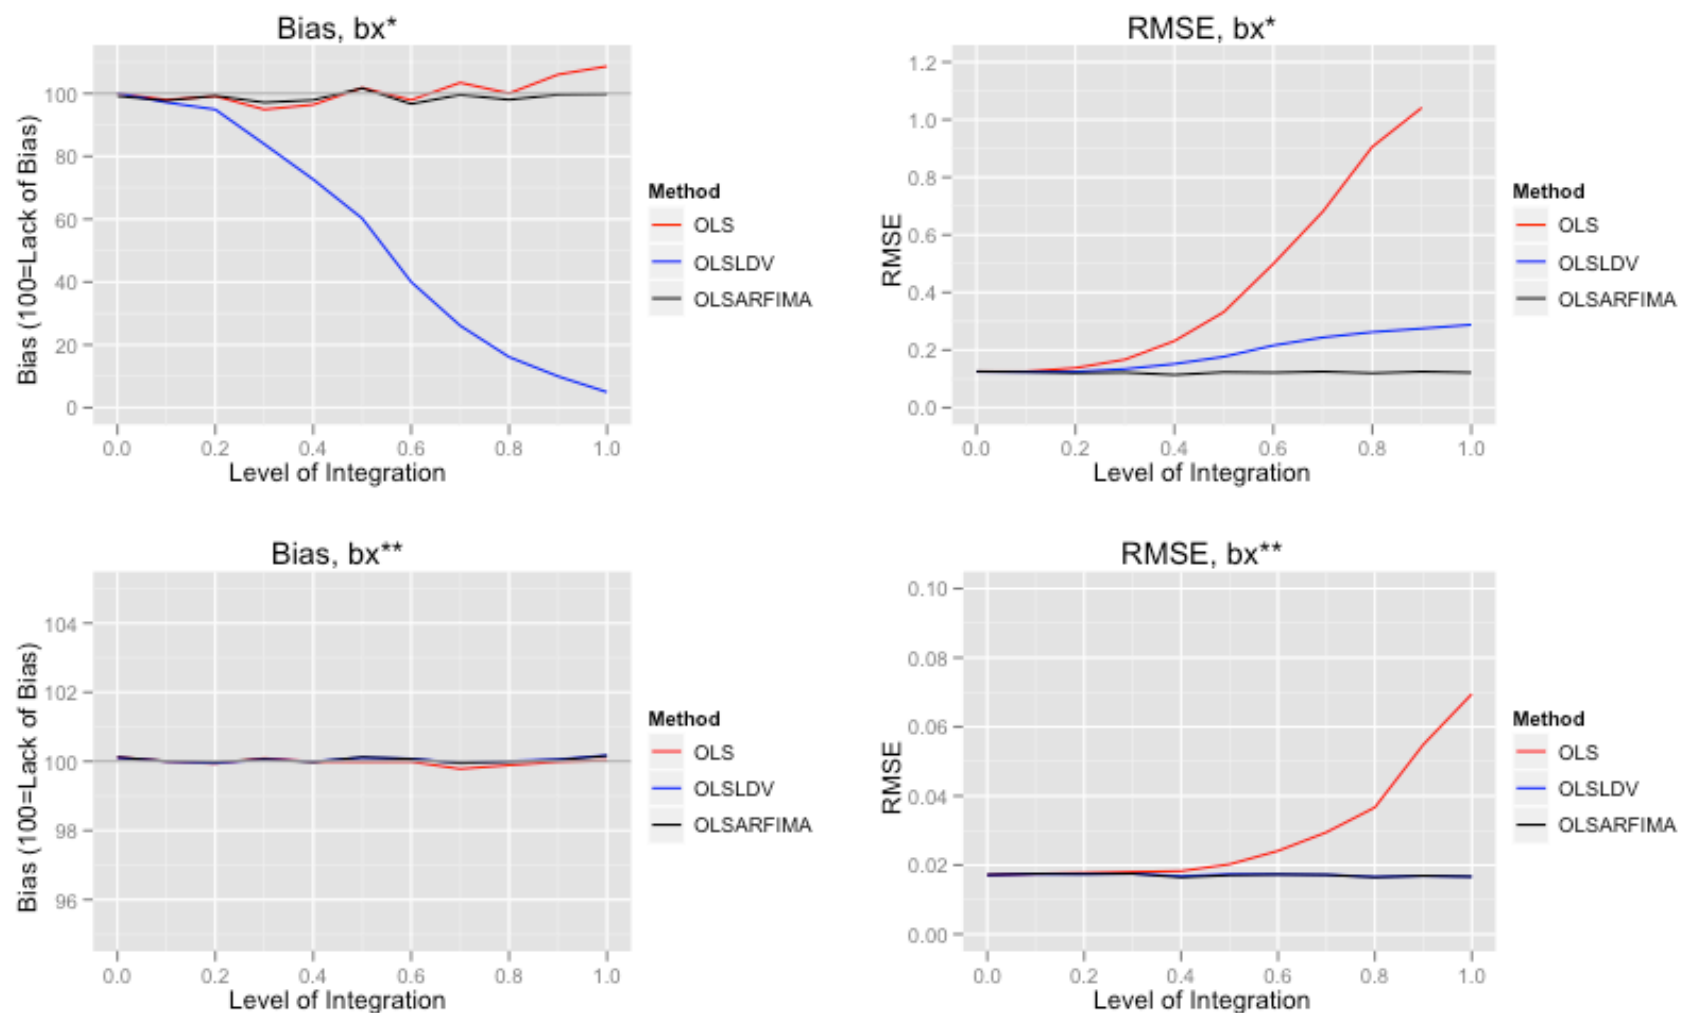 Bias, bx*
Bias (100=Lack of Bias)
100
80
60
40
20
0
0.0 0.2 0.4 0.6 0.8 1.0
Level of Integration
Method
OLS
OLSLDV
OLSARFIMA
RMSE, bx*
RMSE
1.2
1.0
0.8
0.6
0.4
0.2
0.0
0.0 0.2 0.4 0.6 0.8 1.0
Level of Integration
Method
OLS
OLSLDV
OLSARFIMA
Bias, bx**
Bias (100=Lack of Bias)
104
102
100
98
96
0.0 0.2 0.4 0.6 0.8 1.0
Level of Integration
Method
OLS
OLSLDV
OLSARFIMA
RMSE, bx**
RMSE
0.10
0.08
0.06
0.04
0.02
0.00
0.0 0.2 0.4 0.6 0.8 1.0
Level of Integration
Method
OLS
OLSLDV
OLSARFIMA